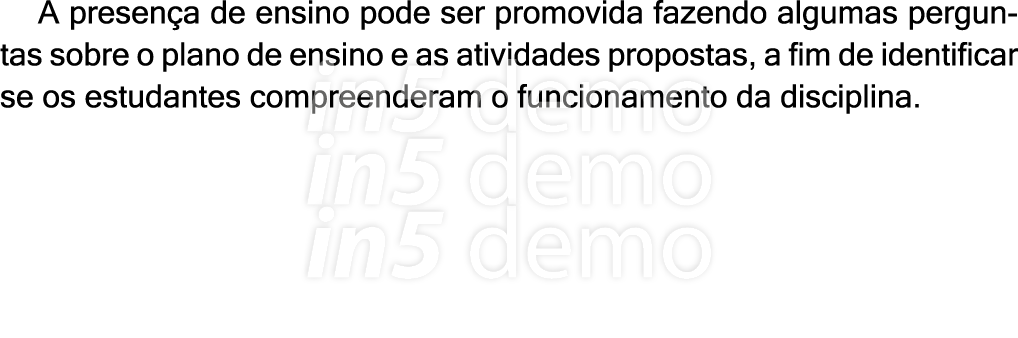 A presença de ensino pode ser promovida fazendo algumas pergun-
tas sobre o plano de ensino e as atividades propostas, a fim de identificar
se os estudantes compreenderam o funcionamento da disciplina.
in5 demo
in5 demo
in5 demo